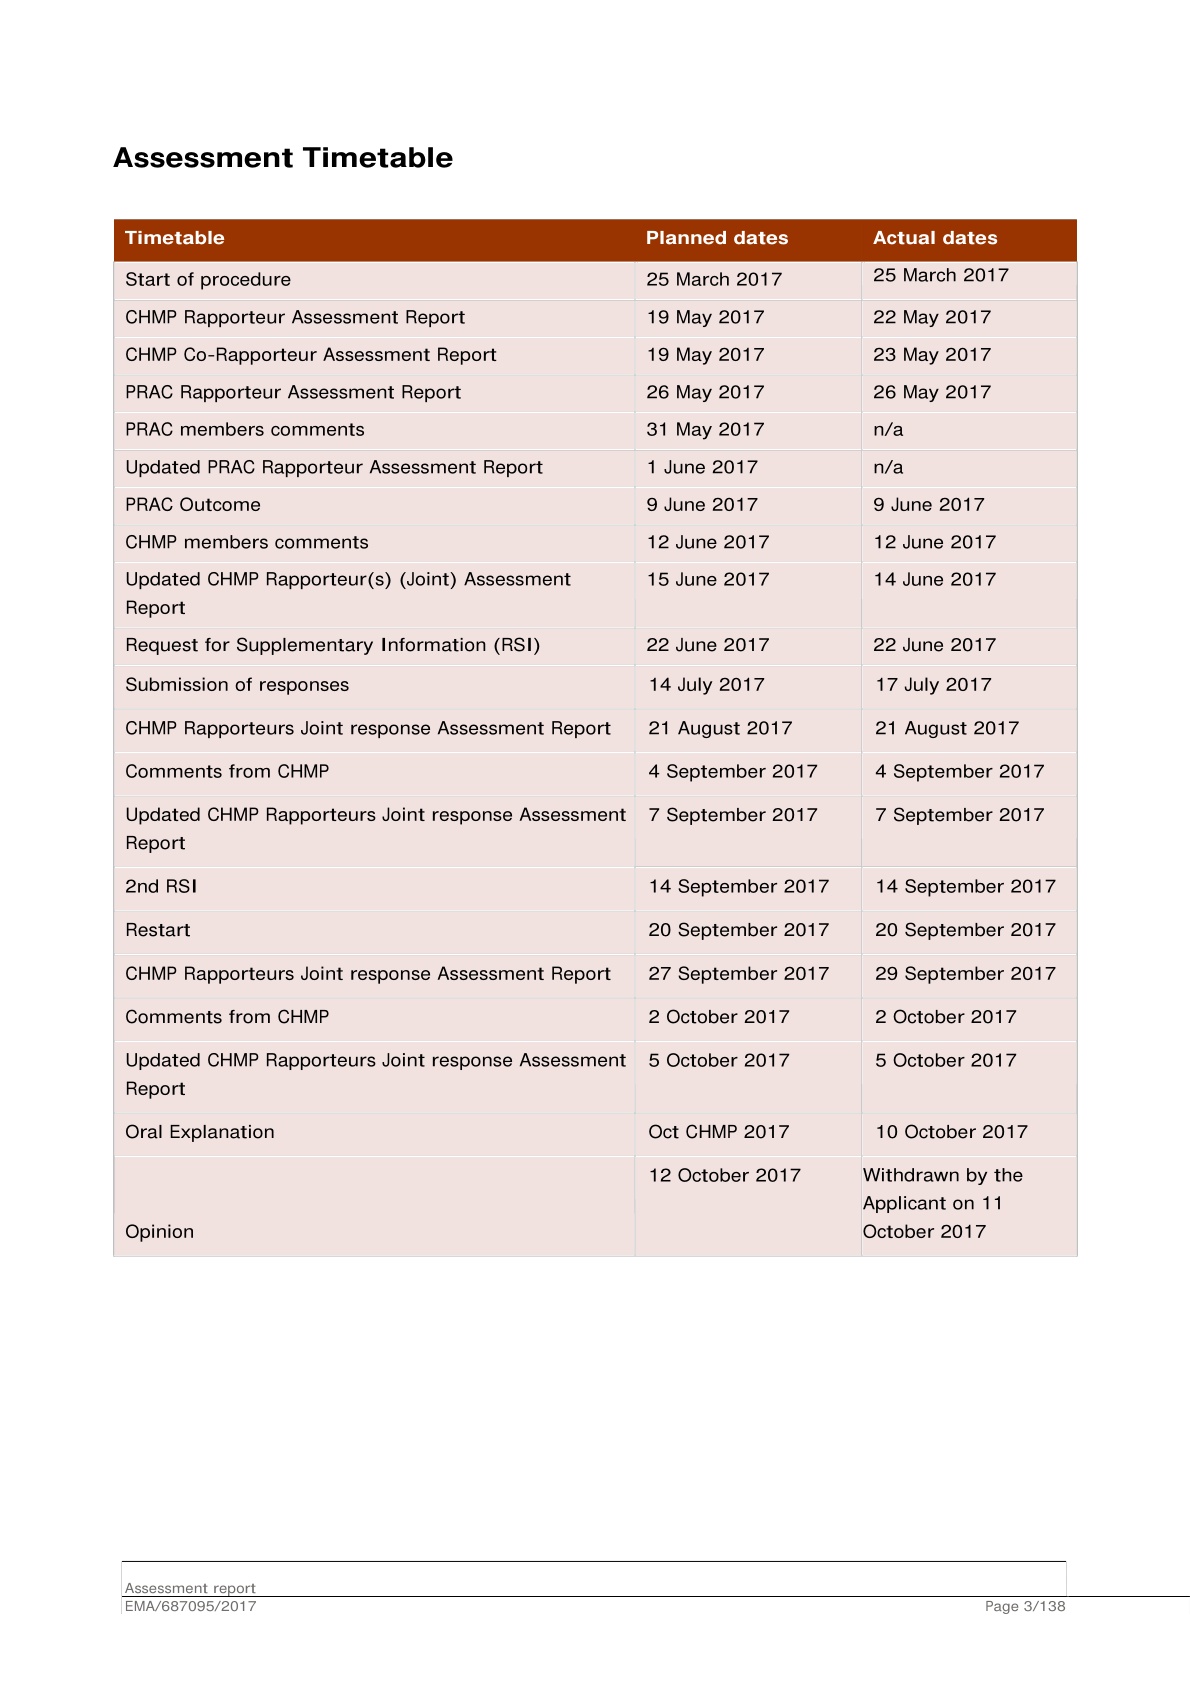 Assessment Timetable
Timetable Planned dates Actual dates
Start of procedure 25 March 2017 25 March 2017
CHMP Rapporteur Assessment Report 19 May 2017 22 May 2017
CHMP Co-Rapporteur Assessment Report 19 May 2017 23 May 2017
PRAC Rapporteur Assessment Report 26 May 2017 26 May 2017
PRAC members comments 31 May 2017 n/a
Updated PRAC Rapporteur Assessment Report 1 June 2017 n/a
PRAC Outcome 9 June 2017 9 June 2017
CHMP members comments 12 June 2017 12 June 2017
Updated CHMP Rapporteur(s) (Joint) Assessment 15 June 2017 14 June 2017
Report
Request for Supplementary Information (RSI) 22 June 2017 22 June 2017
Submission of responses 14 July 2017 17 July 2017
CHMP Rapporteurs Joint response Assessment Report 21 August 2017 21 August 2017
Comments from CHMP 4 September 2017 4 September 2017
Updated CHMP Rapporteurs Joint response Assessment 7 September 2017 7 September 2017
Report
2nd RSI 14 September 2017 14 September 2017
Restart 20 September 2017 20 September 2017
CHMP Rapporteurs Joint response Assessment Report 27 September 2017 29 September 2017
Comments from CHMP 2 October 2017 2 October 2017
Updated CHMP Rapporteurs Joint response Assessment 5 October 2017 5 October 2017
Report
Oral Explanation Oct CHMP 2017 10 October 2017
12 October 2017 Withdrawn by the
Applicant on 11
Opinion October 2017
Assessment report
EMA/687095/2017 Page 3/138